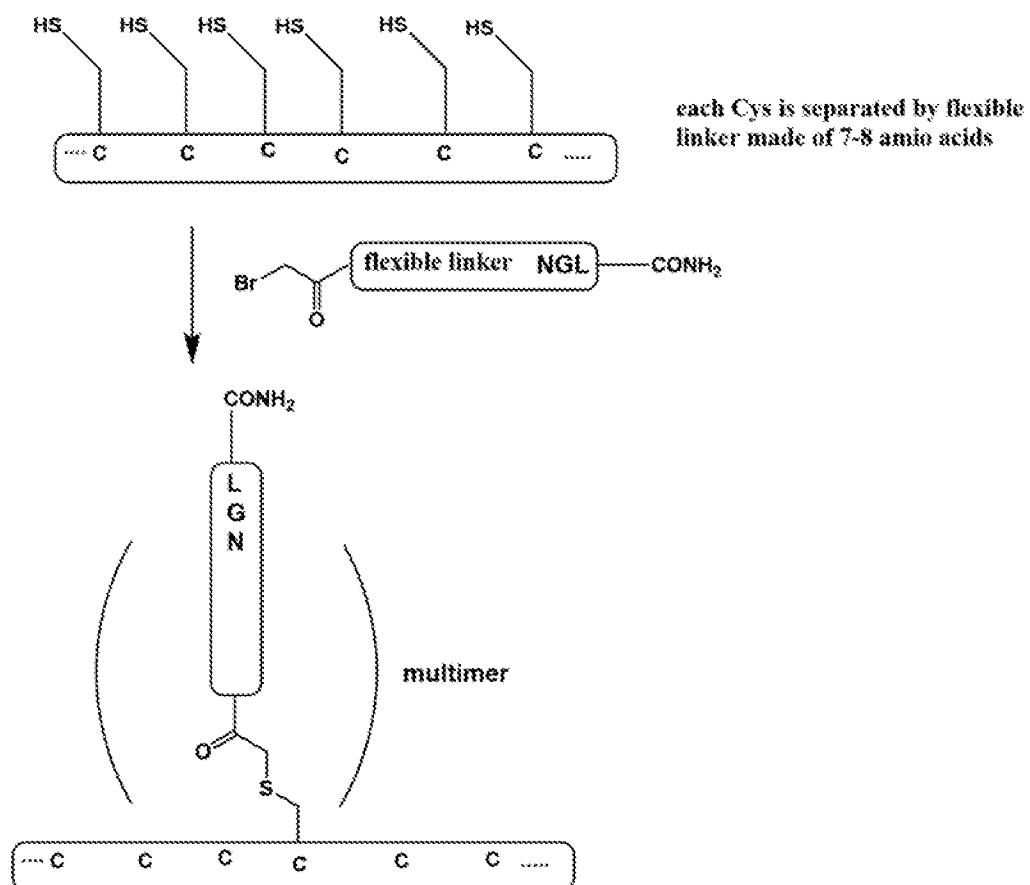 HS HS HS HS HS HS
each Cys is separated by flexible
linker made of 7-8 amio acids
.... C C C C C C .....
Br O flexible linker NGL CONH₂
CONH₂
L
G
N
multimer
O
S
.... C C C C C C .....